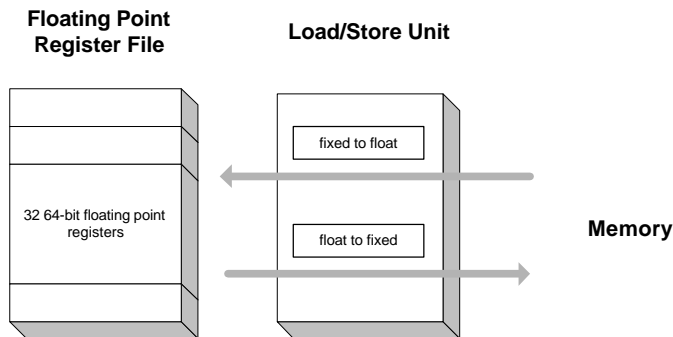 Floating Point
Register File
Load/Store Unit
fixed to float
32 64-bit floating point
registers
float to fixed
Memory